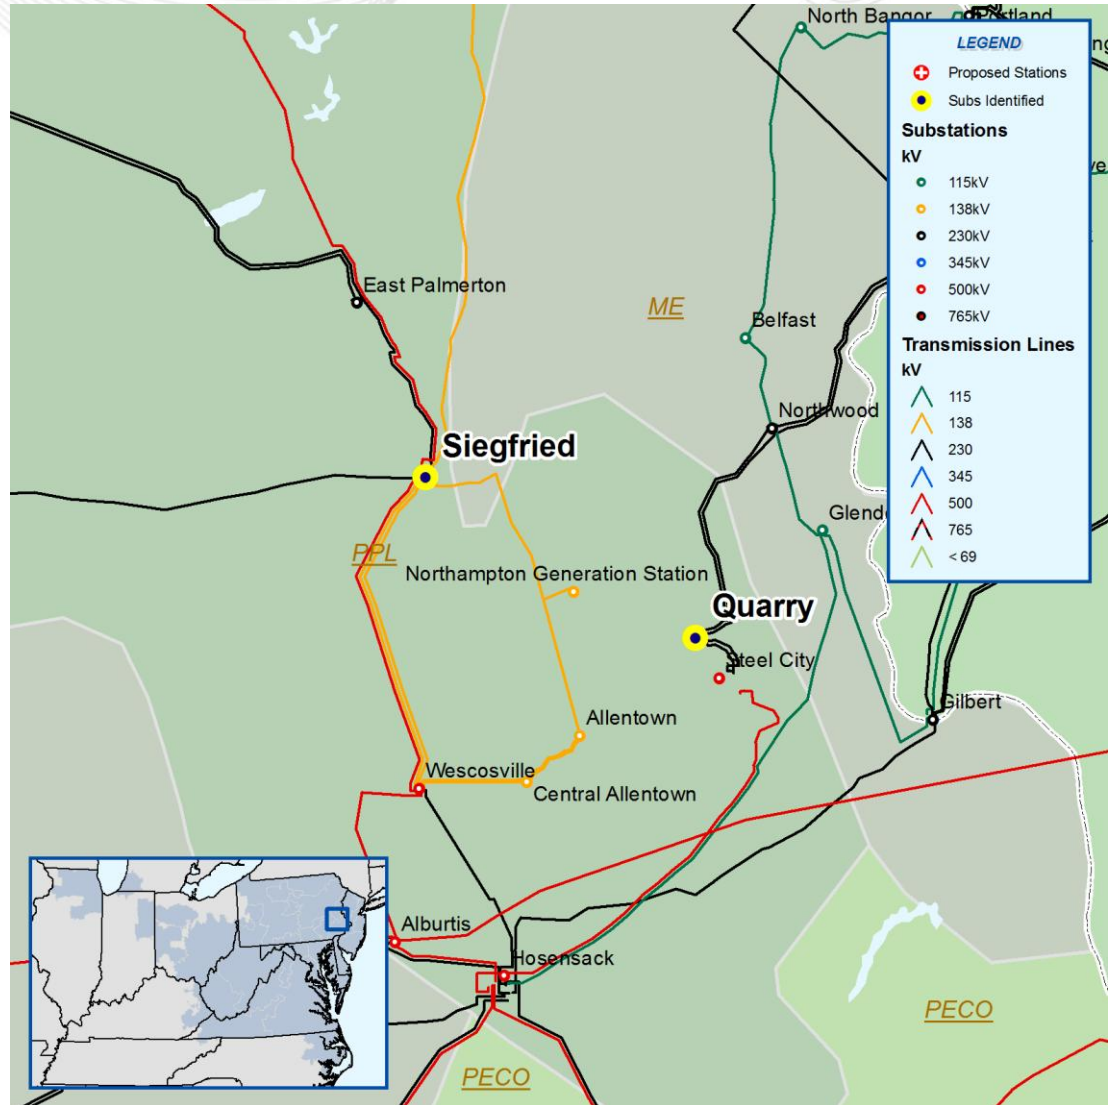 North Bangor
Portland
LEGEND
Proposed Stations
Subs Identified
Substations
kV
115kV
138kV
230kV
345kV
500kV
765kV
Transmission Lines
kV
115
138
230
345
500
765
< 69
East Palmerton
ME
Belfast
Northwood
Siegfried
PPL
Northampton Generation Station
Quarry
Steel City
Gilbert
Allentown
Wescosville
Central Allentown
Alburtis
Hosensack
PECO
PECO